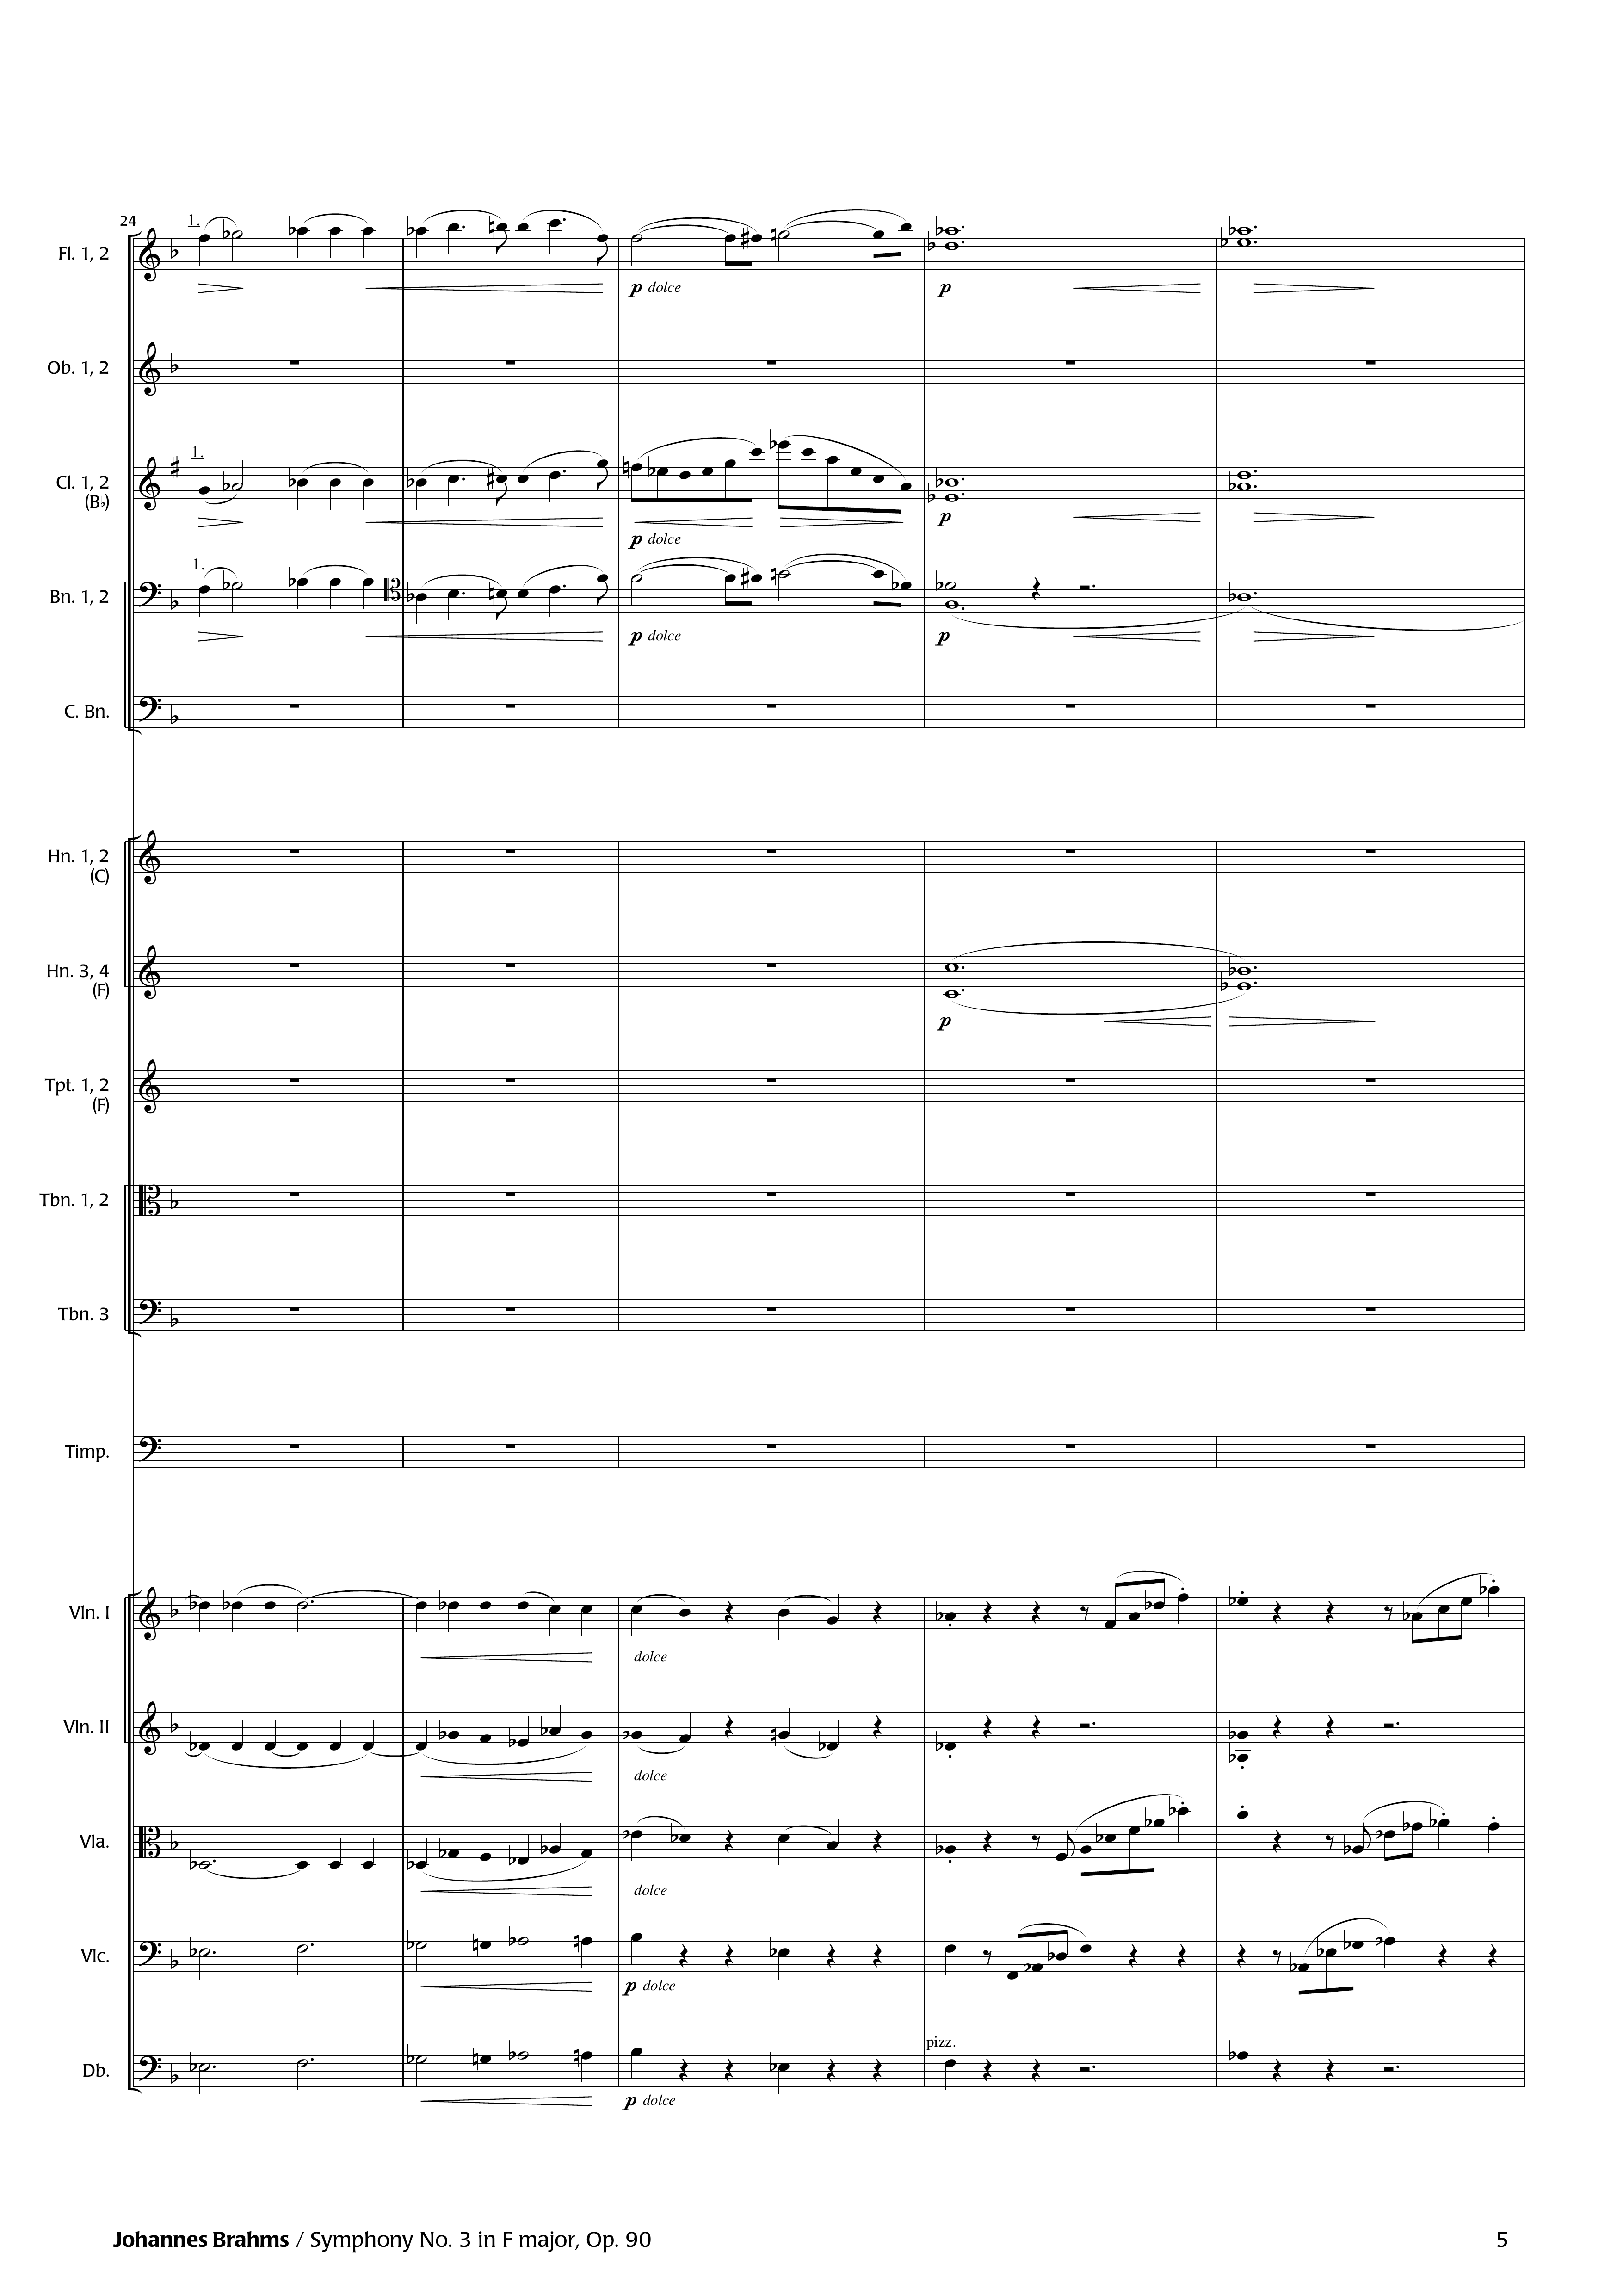 24
1.
Fl. 1, 2
p dolce
p
Ob. 1, 2
1.
Cl. 1, 2
(B♭)
p
p dolce
1.
Bn. 1, 2
p dolce
p
C. Bn.
Hn. 1, 2
(C)
Hn. 3, 4
(F)
p
Tpt. 1, 2
(F)
Tbn. 1, 2
Tbn. 3
Timp.
Vln. I
dolce
Vln. II
dolce
Vla.
dolce
Vlc.
p dolce
pizz.
Db.
p dolce
Johannes Brahms / Symphony No. 3 in F major, Op. 90
5